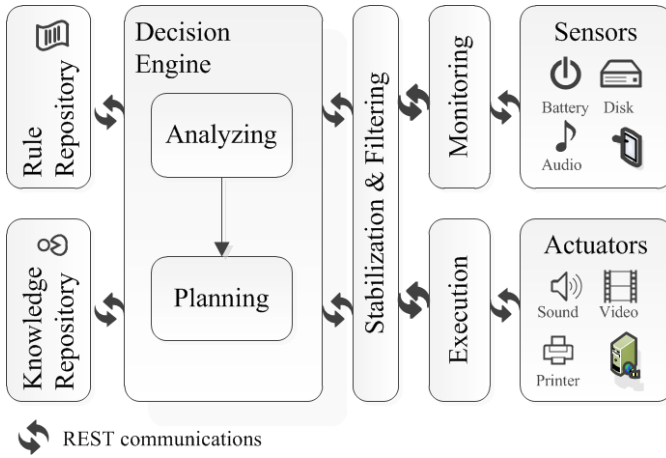 Rule
Repository
Knowledge
Repository
Decision
Engine
Analyzing
Planning
Stabilization & Filtering
Monitoring
Execution
Sensors
Battery Disk
Audio
Actuators
Sound Video
Printer
REST communications